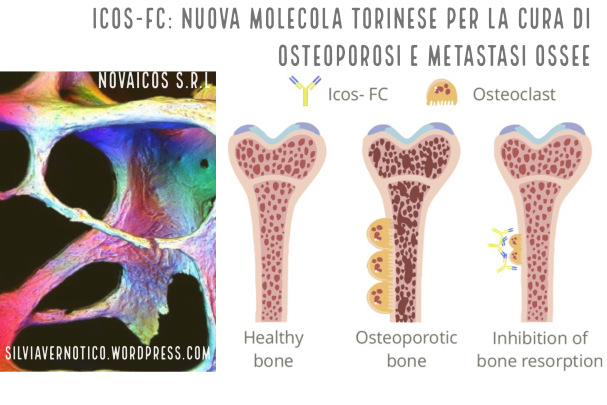 ICOS-FC: NUOVA MOLECOLA TORINESE PER LA CURA DI
OSTEOPOROSI E METASTASI OSSEE
NOVAICOS S.R.L
Icos- FC
Osteoclast
SILVIAVERNOTICO.WORDPRESS.COM
Healthy
bone
Osteoporotic
bone
Inhibition of
bone resorption